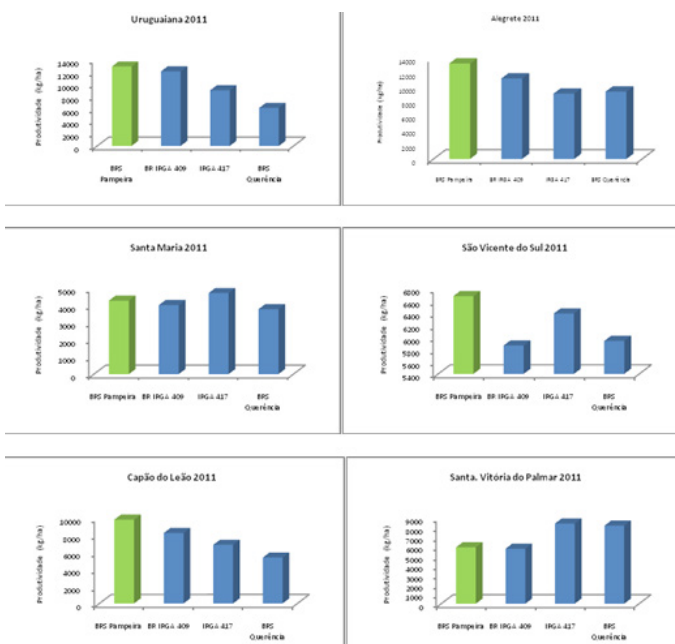 Uruguaiana 2011
Produtividade (kg/ha)
14000
12000
10000
8000
6000
4000
2000
0
BRS Pampeira
BR IRGA 409
IRGA 417
BRS Querência
Alegrete 2011
Produtividade (kg/ha)
14000
12000
10000
8000
6000
4000
2000
0
BRS Pampeira
BR IRGA 409
IRGA 417
BRS Querência
Santa Maria 2011
Produtividade (kg/ha)
5000
4000
3000
2000
1000
0
BRS Pampeira
BR IRGA 409
IRGA 417
BRS Querência
São Vicente do Sul 2011
Produtividade (kg/ha)
6800
6600
6400
6200
6000
5800
5600
5400
BRS Pampeira
BR IRGA 409
IRGA 417
BRS Querência
Capão do Leão 2011
Produtividade (kg/ha)
10000
8000
6000
4000
2000
0
BRS Pampeira
BR IRGA 409
IRGA 417
BRS Querência
Santa. Vitória do Palmar 2011
Produtividade (kg/ha)
9000
8000
7000
6000
5000
4000
3000
2000
1000
0
BRS Pampeira
BR IRGA 409
IRGA 417
BRS Querência